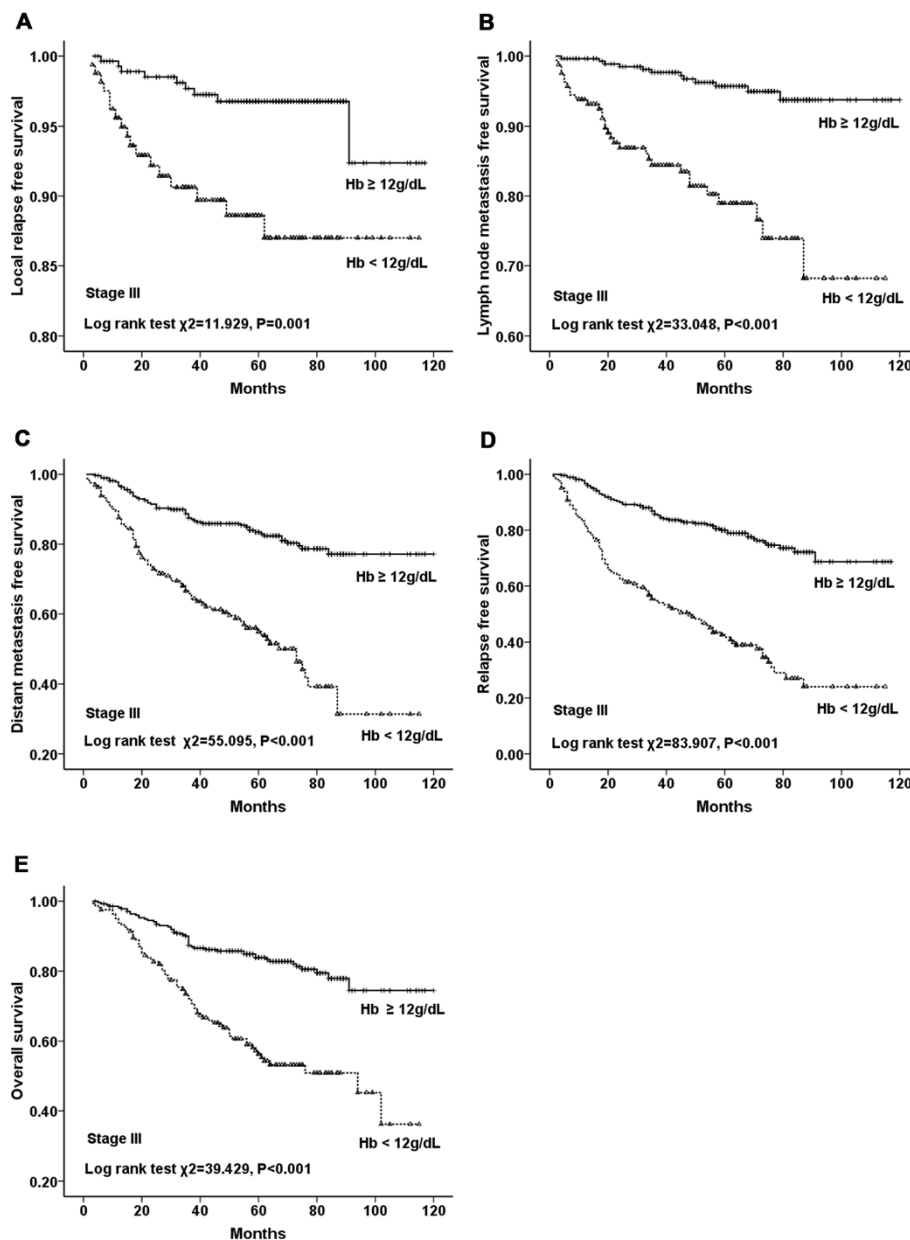 A
1.00
0.95
0.90
0.85
0.80
Local relapse free survival
Hb ≥ 12g/dL
Hb < 12g/dL
Stage III
Log rank test χ2=11.929, P=0.001
0 20 40 60 80 100 120
Months
B
1.00
0.90
0.80
0.70
0.60
Lymph node metastasis free survival
Hb ≥ 12g/dL
Hb < 12g/dL
Stage III
Log rank test χ2=33.048, P<0.001
0 20 40 60 80 100 120
Months
C
1.00
0.80
0.60
0.40
0.20
Distant metastasis free survival
Hb ≥ 12g/dL
Hb < 12g/dL
Stage III
Log rank test χ2=55.095, P<0.001
0 20 40 60 80 100 120
Months
D
1.00
0.80
0.60
0.40
0.20
0.00
Relapse free survival
Hb ≥ 12g/dL
Hb < 12g/dL
Stage III
Log rank test χ2=83.907, P<0.001
0 20 40 60 80 100 120
Months
E
1.00
0.80
0.60
0.40
0.20
Overall survival
Hb ≥ 12g/dL
Hb < 12g/dL
Stage III
Log rank test χ2=39.429, P<0.001
0 20 40 60 80 100 120
Months